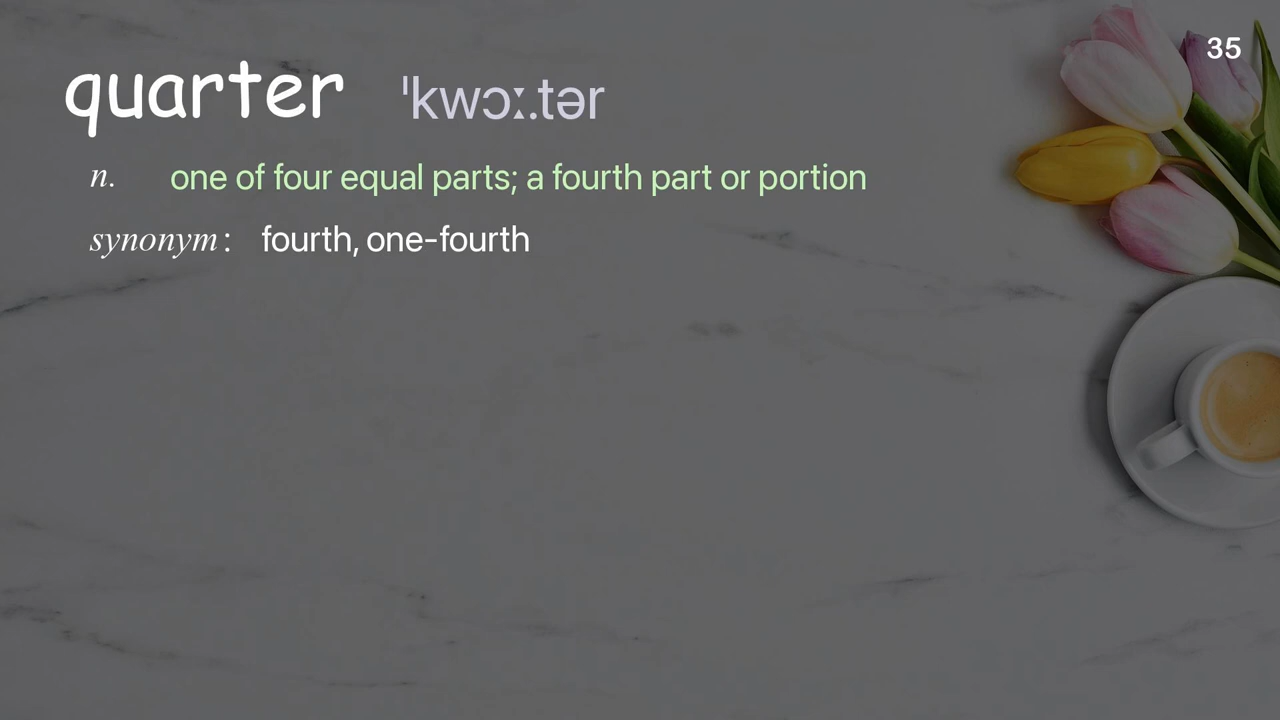 35
quarter ˈkwɔː.tər
n. one of four equal parts; a fourth part or portion
synonym: fourth, one-fourth